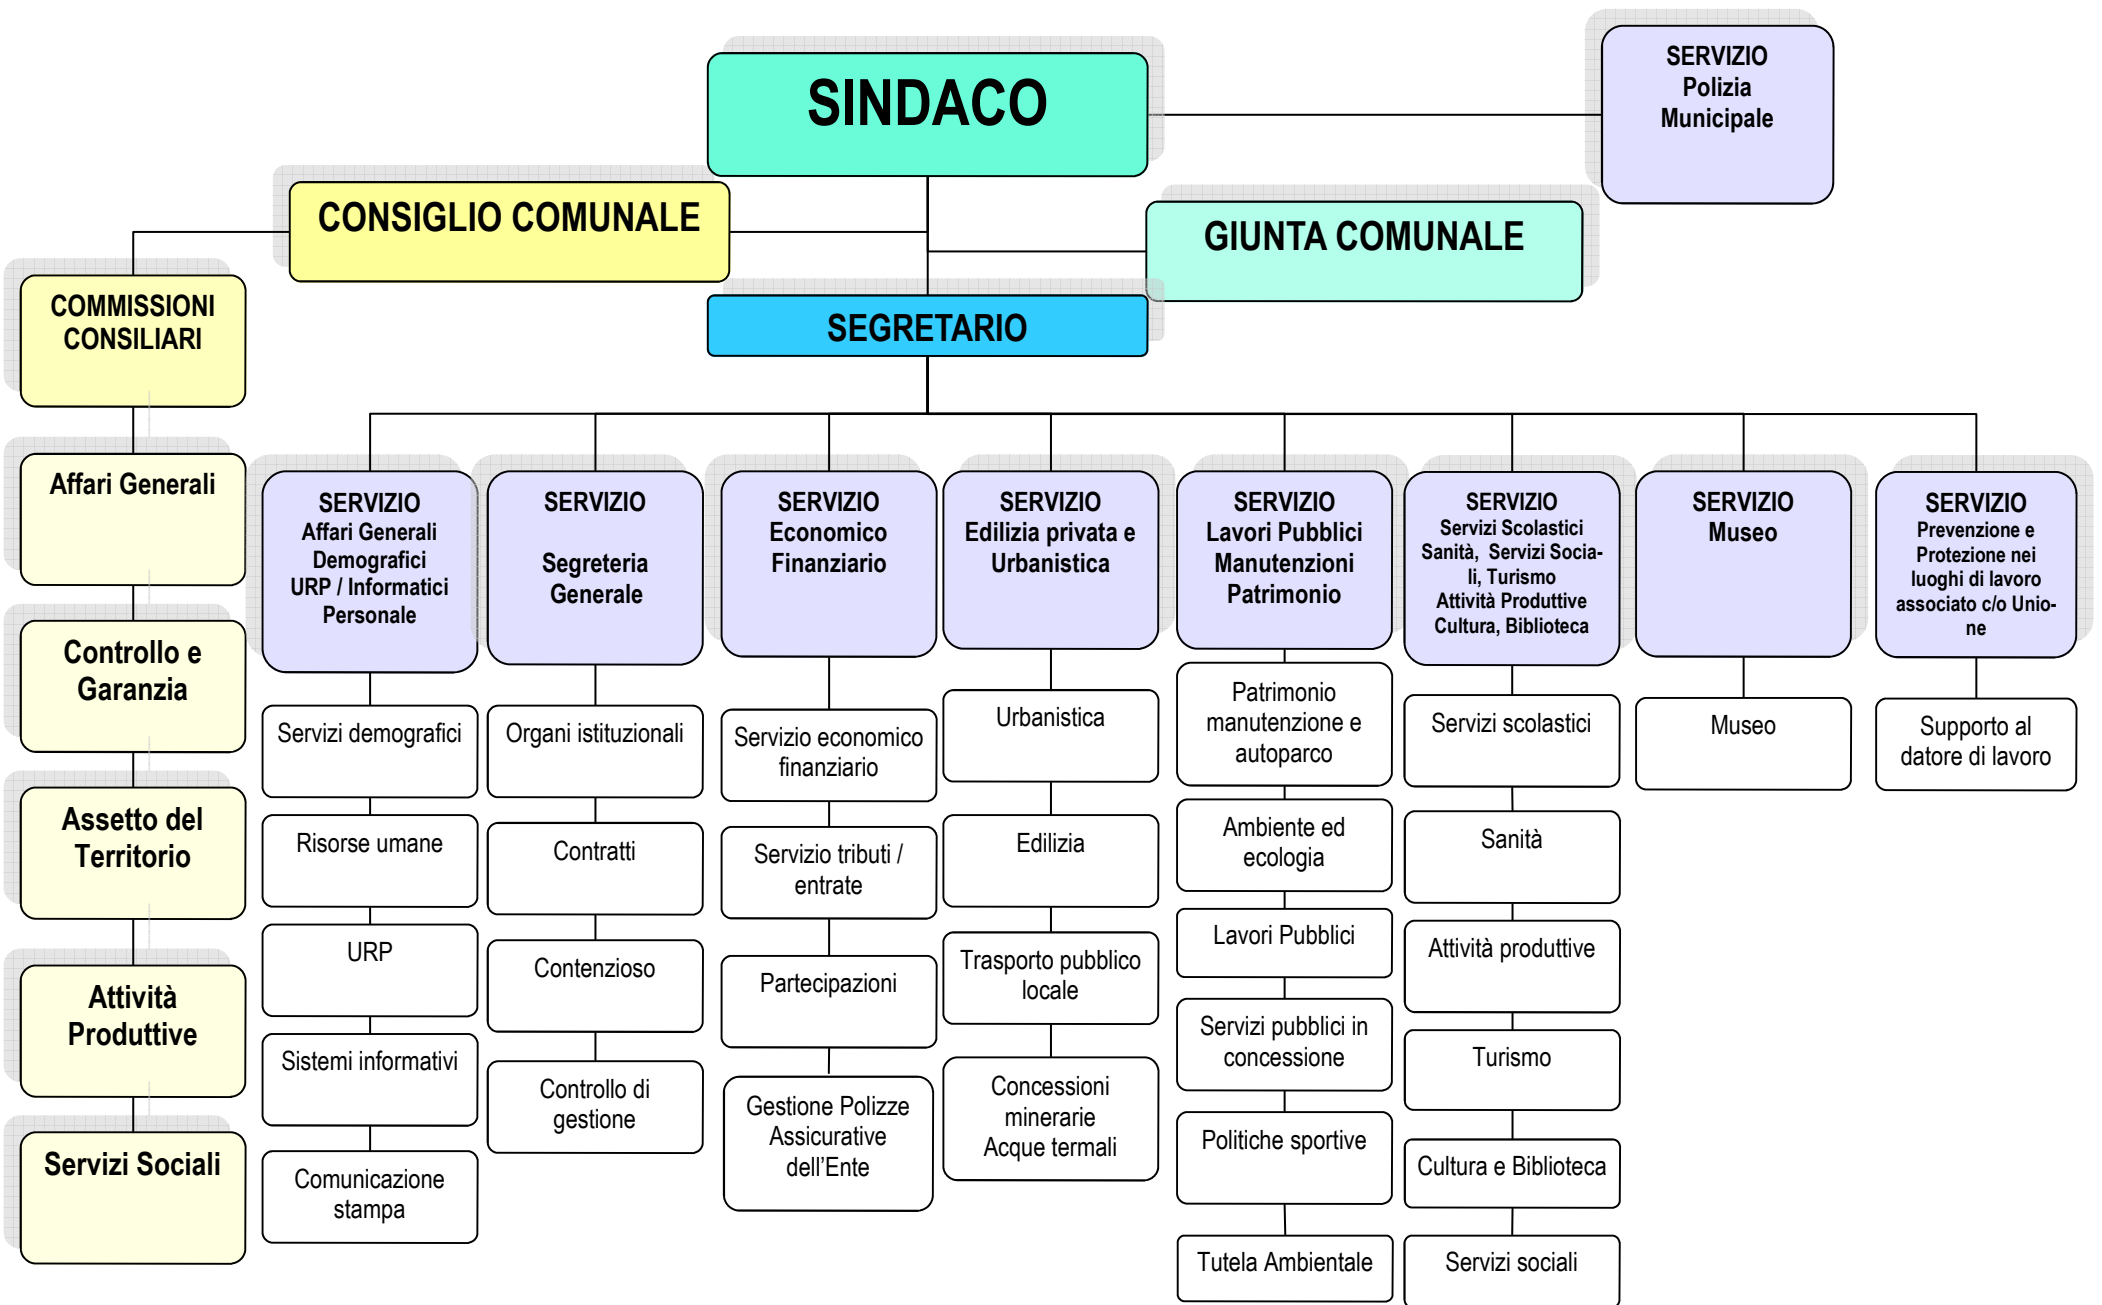 SINDACO
SERVIZIO
Polizia
Municipale
CONSIGLIO COMUNALE
GIUNTA COMUNALE
SEGRETARIO
COMMISSIONI
CONSILIARI
Affari Generali
Controllo e
Garanzia
Assetto del
Territorio
Attività
Produttive
Servizi Sociali
SERVIZIO
Affari Generali
Demografici
URP / Informatici
Personale
Servizi demografici
Risorse umane
URP
Sistemi informativi
Comunicazione
stampa
SERVIZIO
Segreteria
Generale
Organi istituzionali
Contratti
Contenzioso
Controllo di
gestione
SERVIZIO
Economico
Finanziario
Servizio economico
finanziario
Servizio tributi /
entrate
Partecipazioni
Gestione Polizze
Assicurative
dell’Ente
SERVIZIO
Edilizia privata e
Urbanistica
Urbanistica
Edilizia
Trasporto pubblico
locale
Concessioni
minerarie
Acque termali
SERVIZIO
Lavori Pubblici
Manutenzioni
Patrimonio
Patrimonio
manutenzione e
autoparco
Ambiente ed
ecologia
Lavori Pubblici
Servizi pubblici in
concessione
Politiche sportive
Tutela Ambientale
SERVIZIO
Servizi Scolastici
Sanità, Servizi Socia-
li, Turismo
Attività Produttive
Cultura, Biblioteca
Servizi scolastici
Sanità
Attività produttive
Turismo
Cultura e Biblioteca
Servizi sociali
SERVIZIO
Museo
Museo
SERVIZIO
Prevenzione e
Protezione nei
luoghi di lavoro
associato c/o Unio-
ne
Supporto al
datore di lavoro